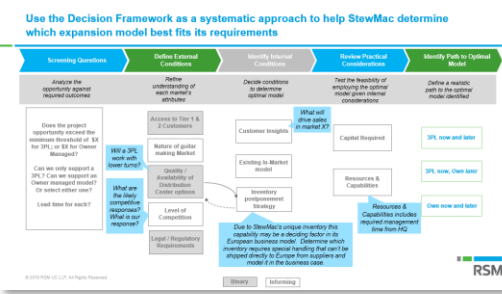 Use the Decision Framework as a systematic approach to help StewMac determine
which expansion model best fits its requirements
Screening Questions
Define External
Conditions
Identify Internal
Conditions
Review Practical
Considerations
Identify Path to Optimal
Model
Analyze the
opportunity against
required outcomes
Refine
understanding of
each market's
attributes
Decide conditions to
determine
optimal model
Test the feasibility of
employing the optimal
model given internal
considerations
Define a realistic
path to the optimal
model identified
Does the project
opportunity exceed the
minimum threshold of $X
for 3PL; or $X for Owner
Managed?
Can we only support a
3PL? Can we support as
Owner managed model?
Or select either one?
Lead time for each?
Will a 3PL
work with
lower turns?
What are
the likely
competitive
responses?
What is our
response?
Access to Tier 1 &
2 Customers
Nature of guitar
making Market
Quality /
Availability of
Distribution
Center options
Level of
Competition
Legal / Regulatory
Requirements
Customer Insights
What will
drive sales
in market X?
Existing in-Market
model
Inventory
postponement
Strategy
Due to StewMac's unique inventory this
capability may be a deciding factor in its
European business model. Determine which
inventory requires special handling that can't be
shipped directly to Europe from suppliers and
model it in the business case.
Capital Required
Resources &
Capabilities
Resources &
Capabilities includes
required management
time from HQ
3PL now and later
3PL now, Own later
Own now and later
© 2019 RSM US LLP. All Rights Reserved.
Binary
Informing
RSM